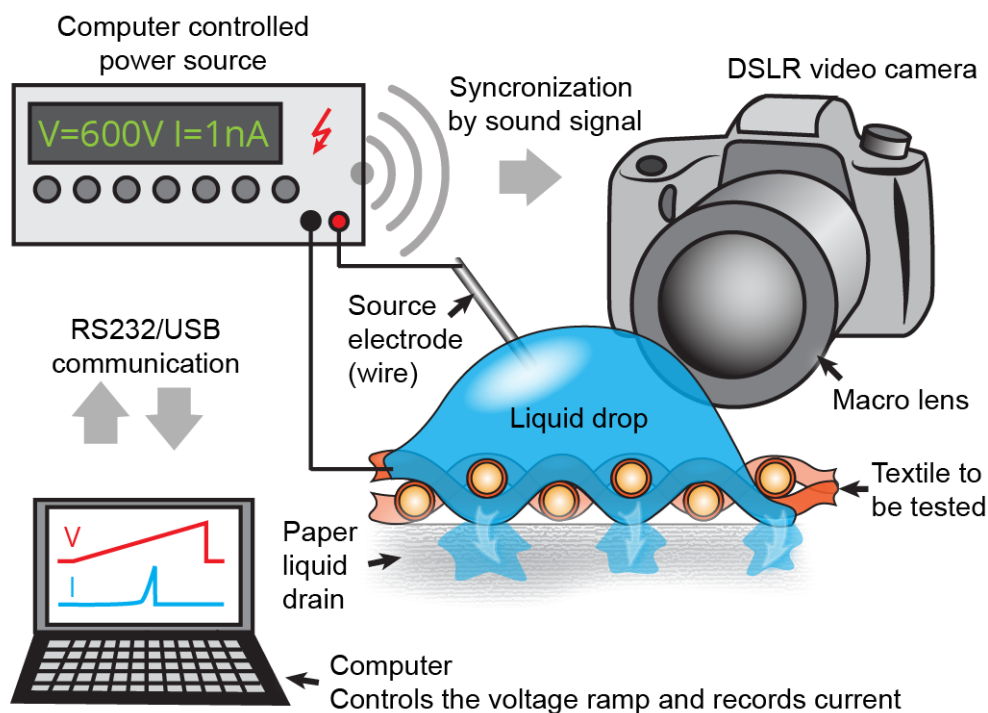 Computer controlled
power source
V=600V I=1nA
Syncronization
by sound signal
DSLR video camera
RS232/USB
communication
Source
electrode
(wire)
Liquid drop
Macro lens
Textile to
be tested
Paper
liquid
drain
V
I
Computer
Controls the voltage ramp and records current